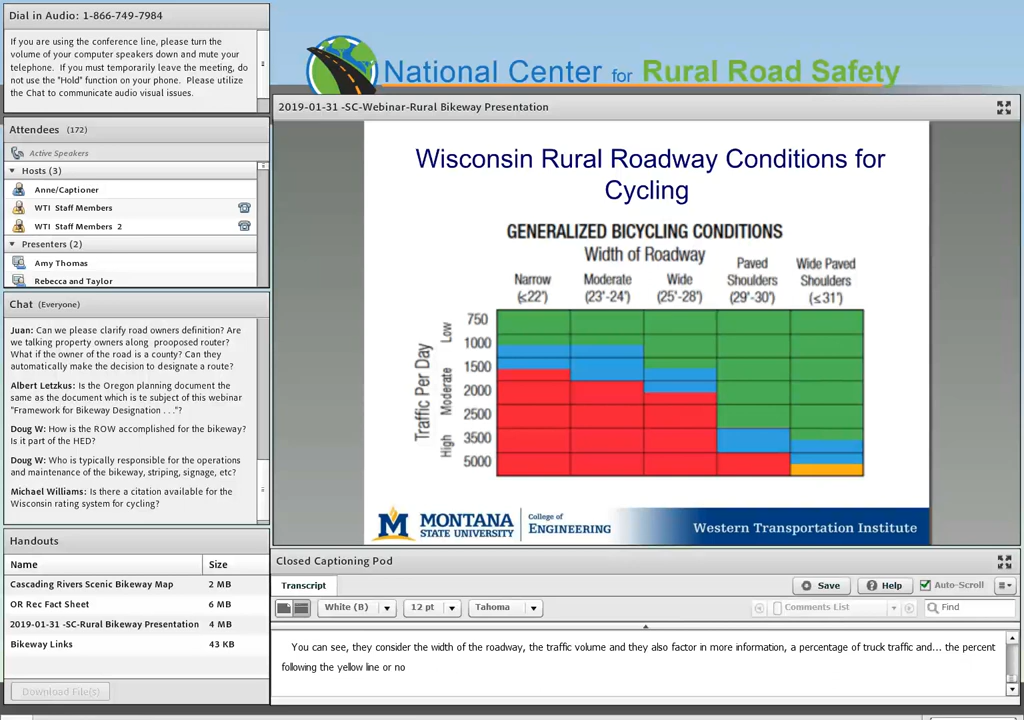 Dial in Audio: 1-866-749-7984
If you are using the conference line, please turn the
volume of your computer speakers down and mute your
telephone. If you must temporarily leave the meeting, do
not use the "Hold" function on your phone. Please utilize
the Chat to communicate audio visual issues.
Attendees (172)
Active Speakers
Hosts (3)
Anne/Captioner
WTI Staff Members
WTI Staff Members 2
Presenters (2)
Amy Thomas
Rebecca and Taylor
Chat (Everyone)
Juan: Can we please clarify road owners definition? Are
we talking property owners along prooposed router?
What if the owner of the road is a county? Can they
automatically make the decision to designate a route?
Albert Letzkus: Is the Oregon planning document the
same as the document which is te subject of this webinar
"Framework for Bikeway Designation . . ."?
Doug W: How is the ROW accomplished for the bikeway?
Is it part of the HED?
Doug W: Who is typically responsible for the operations
and maintenance of the bikeway, striping, signage, etc?
Michael Williams: Is there a citation available for the
Wisconsin rating system for cycling?
Handouts
Name Size
Cascading Rivers Scenic Bikeway Map 2 MB
OR Rec Fact Sheet 6 MB
2019-01-31 -SC-Rural Bikeway Presentation 4 MB
Bikeway Links 43 KB
Download File(s)
National Center for Rural Road Safety
2019-01-31 -SC-Webinar-Rural Bikeway Presentation
Wisconsin Rural Roadway Conditions for
Cycling
GENERALIZED BICYCLING CONDITIONS
Width of Roadway
Narrow
(≤22')
Moderate
(23'-24')
Wide
(25'-28')
Paved
Shoulders
(29'-30')
Wide Paved
Shoulders
(≤31')
Traffic Per Day
Low
Moderate
High
750
1000
1500
2000
2500
3500
5000
M MONTANA
STATE UNIVERSITY
College of
ENGINEERING
Western Transportation Institute
Closed Captioning Pod
Transcript
Save
Help
Auto-Scroll
White (B)
12 pt
Tahoma
Comments List
Find
You can see, they consider the width of the roadway, the traffic volume and they also factor in more information, a percentage of truck traffic and... the percent
following the yellow line or no